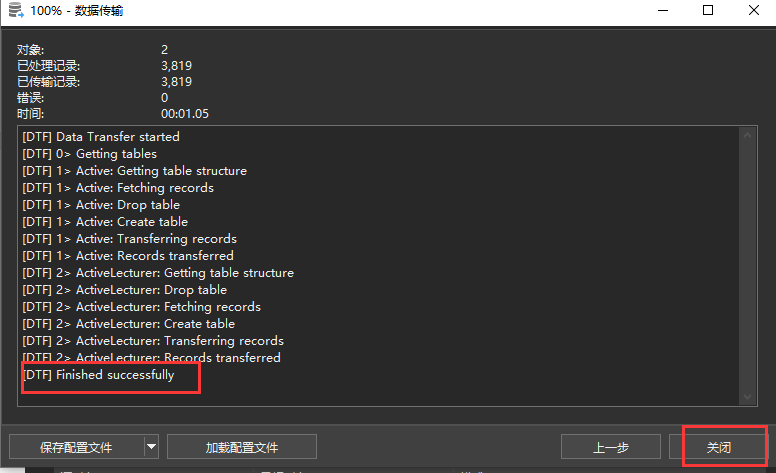 100% - 数据传输
对象: 2
已处理记录: 3,819
已传输记录: 3,819
错误: 0
时间: 00:01.05
[DTF] Data Transfer started
[DTF] 0> Getting tables
[DTF] 1> Active: Getting table structure
[DTF] 1> Active: Fetching records
[DTF] 1> Active: Drop table
[DTF] 1> Active: Create table
[DTF] 1> Active: Transferring records
[DTF] 1> Active: Records transferred
[DTF] 2> ActiveLecturer: Getting table structure
[DTF] 2> ActiveLecturer: Drop table
[DTF] 2> ActiveLecturer: Fetching records
[DTF] 2> ActiveLecturer: Create table
[DTF] 2> ActiveLecturer: Transferring records
[DTF] 2> ActiveLecturer: Records transferred
[DTF] Finished successfully
保存配置文件 加载配置文件 上一步 关闭